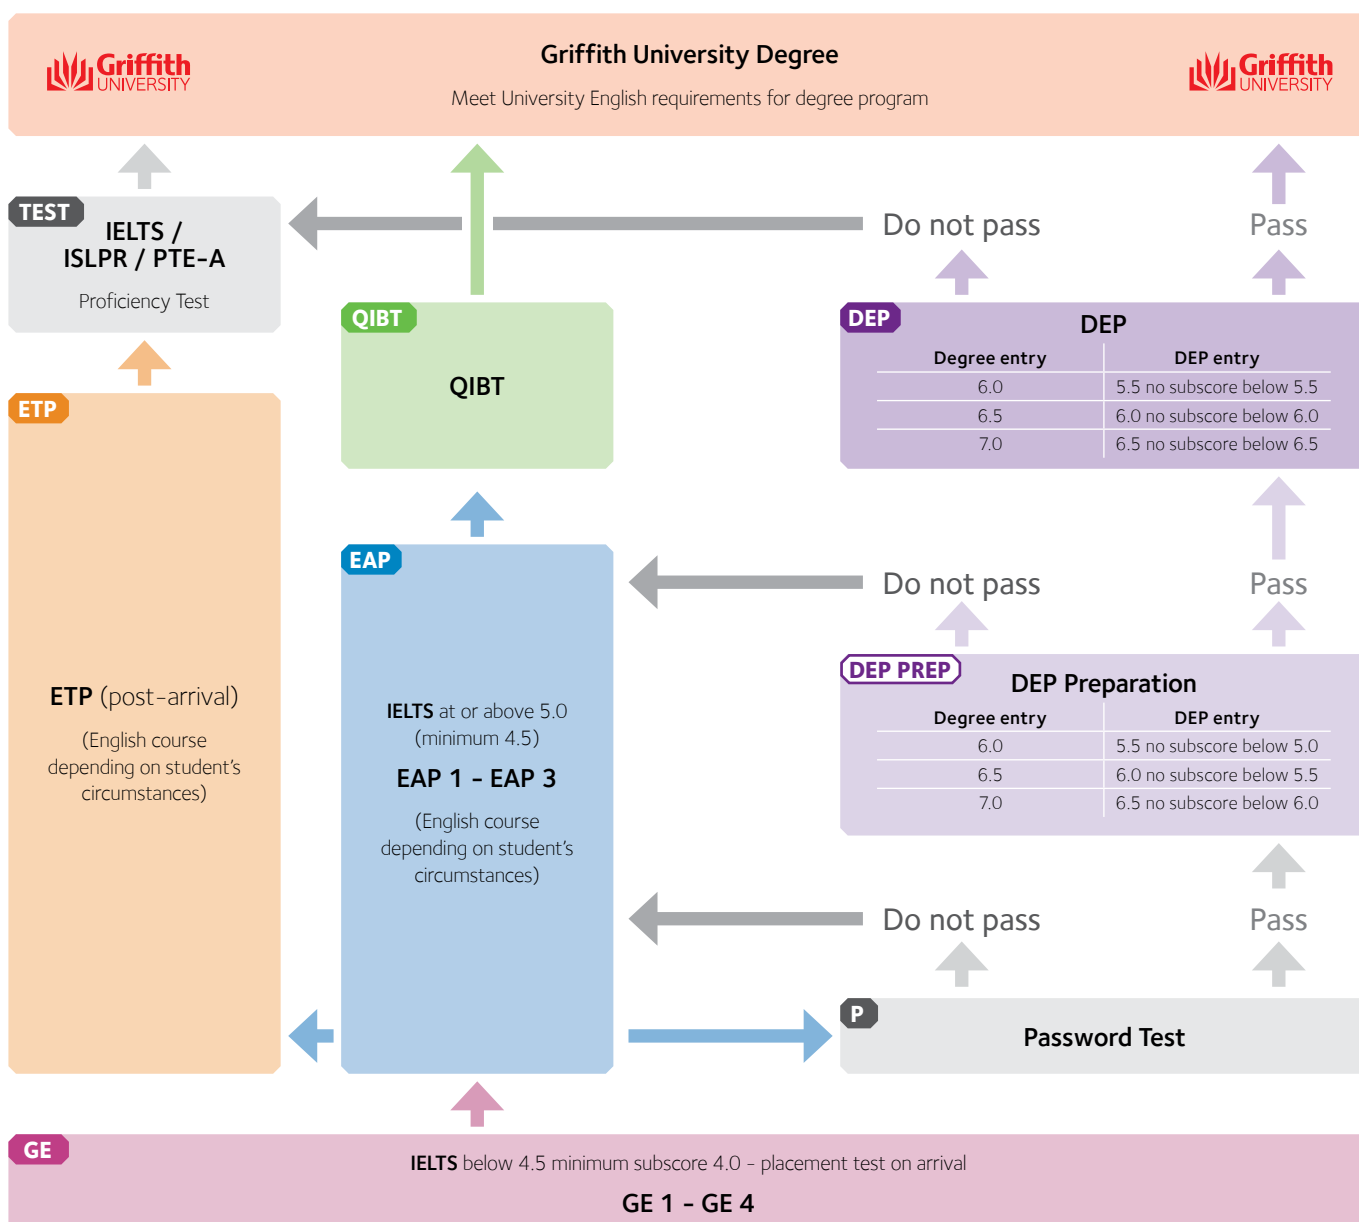 Griffith
UNIVERSITY
Griffith University Degree
Meet University English requirements for degree program
Griffith
UNIVERSITY
TEST
IELTS /
ISLPR / PTE-A
Proficiency Test
Do not pass
Pass
QIBT
QIBT
DEP
DEP
Degree entry DEP entry
6.0 5.5 no subscore below 5.5
6.5 6.0 no subscore below 6.0
7.0 6.5 no subscore below 6.5
ETP
ETP (post-arrival)
(English course
depending on student's
circumstances)
EAP
IELTS at or above 5.0
(minimum 4.5)
EAP 1 - EAP 3
(English course
depending on student's
circumstances)
Do not pass
Pass
DEP PREP
DEP Preparation
Degree entry DEP entry
6.0 5.5 no subscore below 5.0
6.5 6.0 no subscore below 5.5
7.0 6.5 no subscore below 6.0
Do not pass
Pass
P
Password Test
GE
IELTS below 4.5 minimum subscore 4.0 - placement test on arrival
GE 1 - GE 4